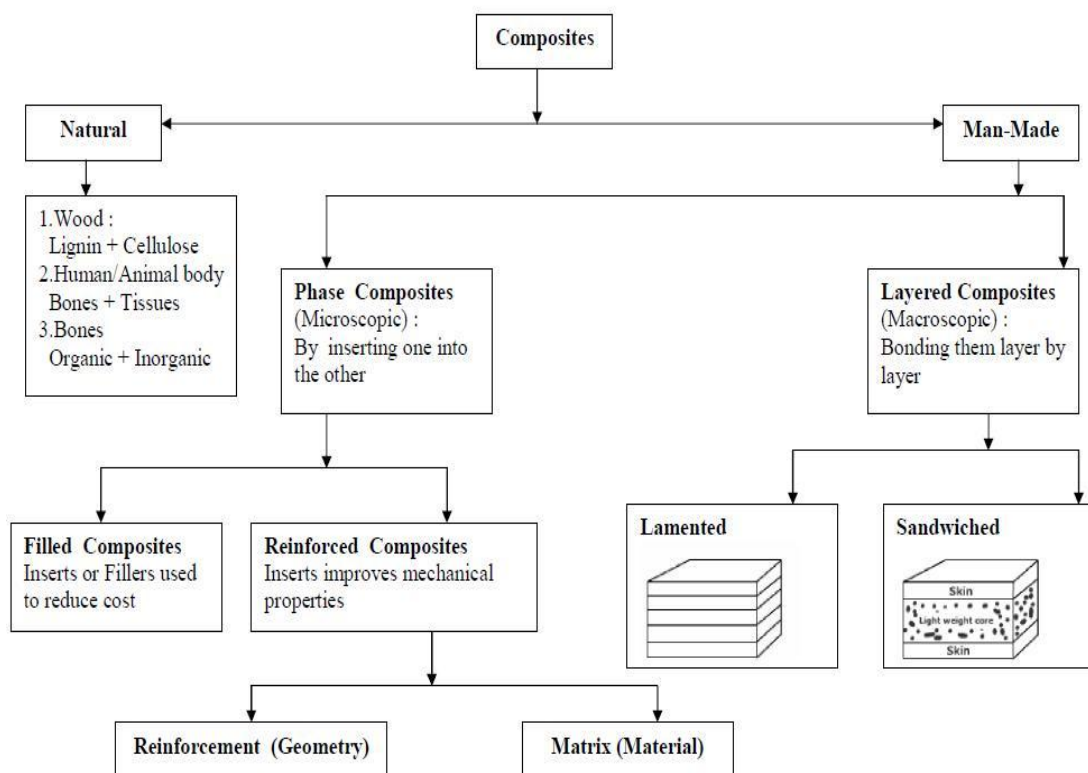 Composites
Natural
Man-Made
1.Wood :
Lignin + Cellulose
2.Human/Animal body
Bones + Tissues
3.Bones
Organic + Inorganic
Phase Composites
(Microscopic) :
By inserting one into
the other
Layered Composites
(Macroscopic) :
Bonding them layer by
layer
Filled Composites
Inserts or Fillers used
to reduce cost
Reinforced Composites
Inserts improves mechanical
properties
Lamented
Sandwiched
Skin
Light weight core
Skin
Reinforcement (Geometry)
Matrix (Material)